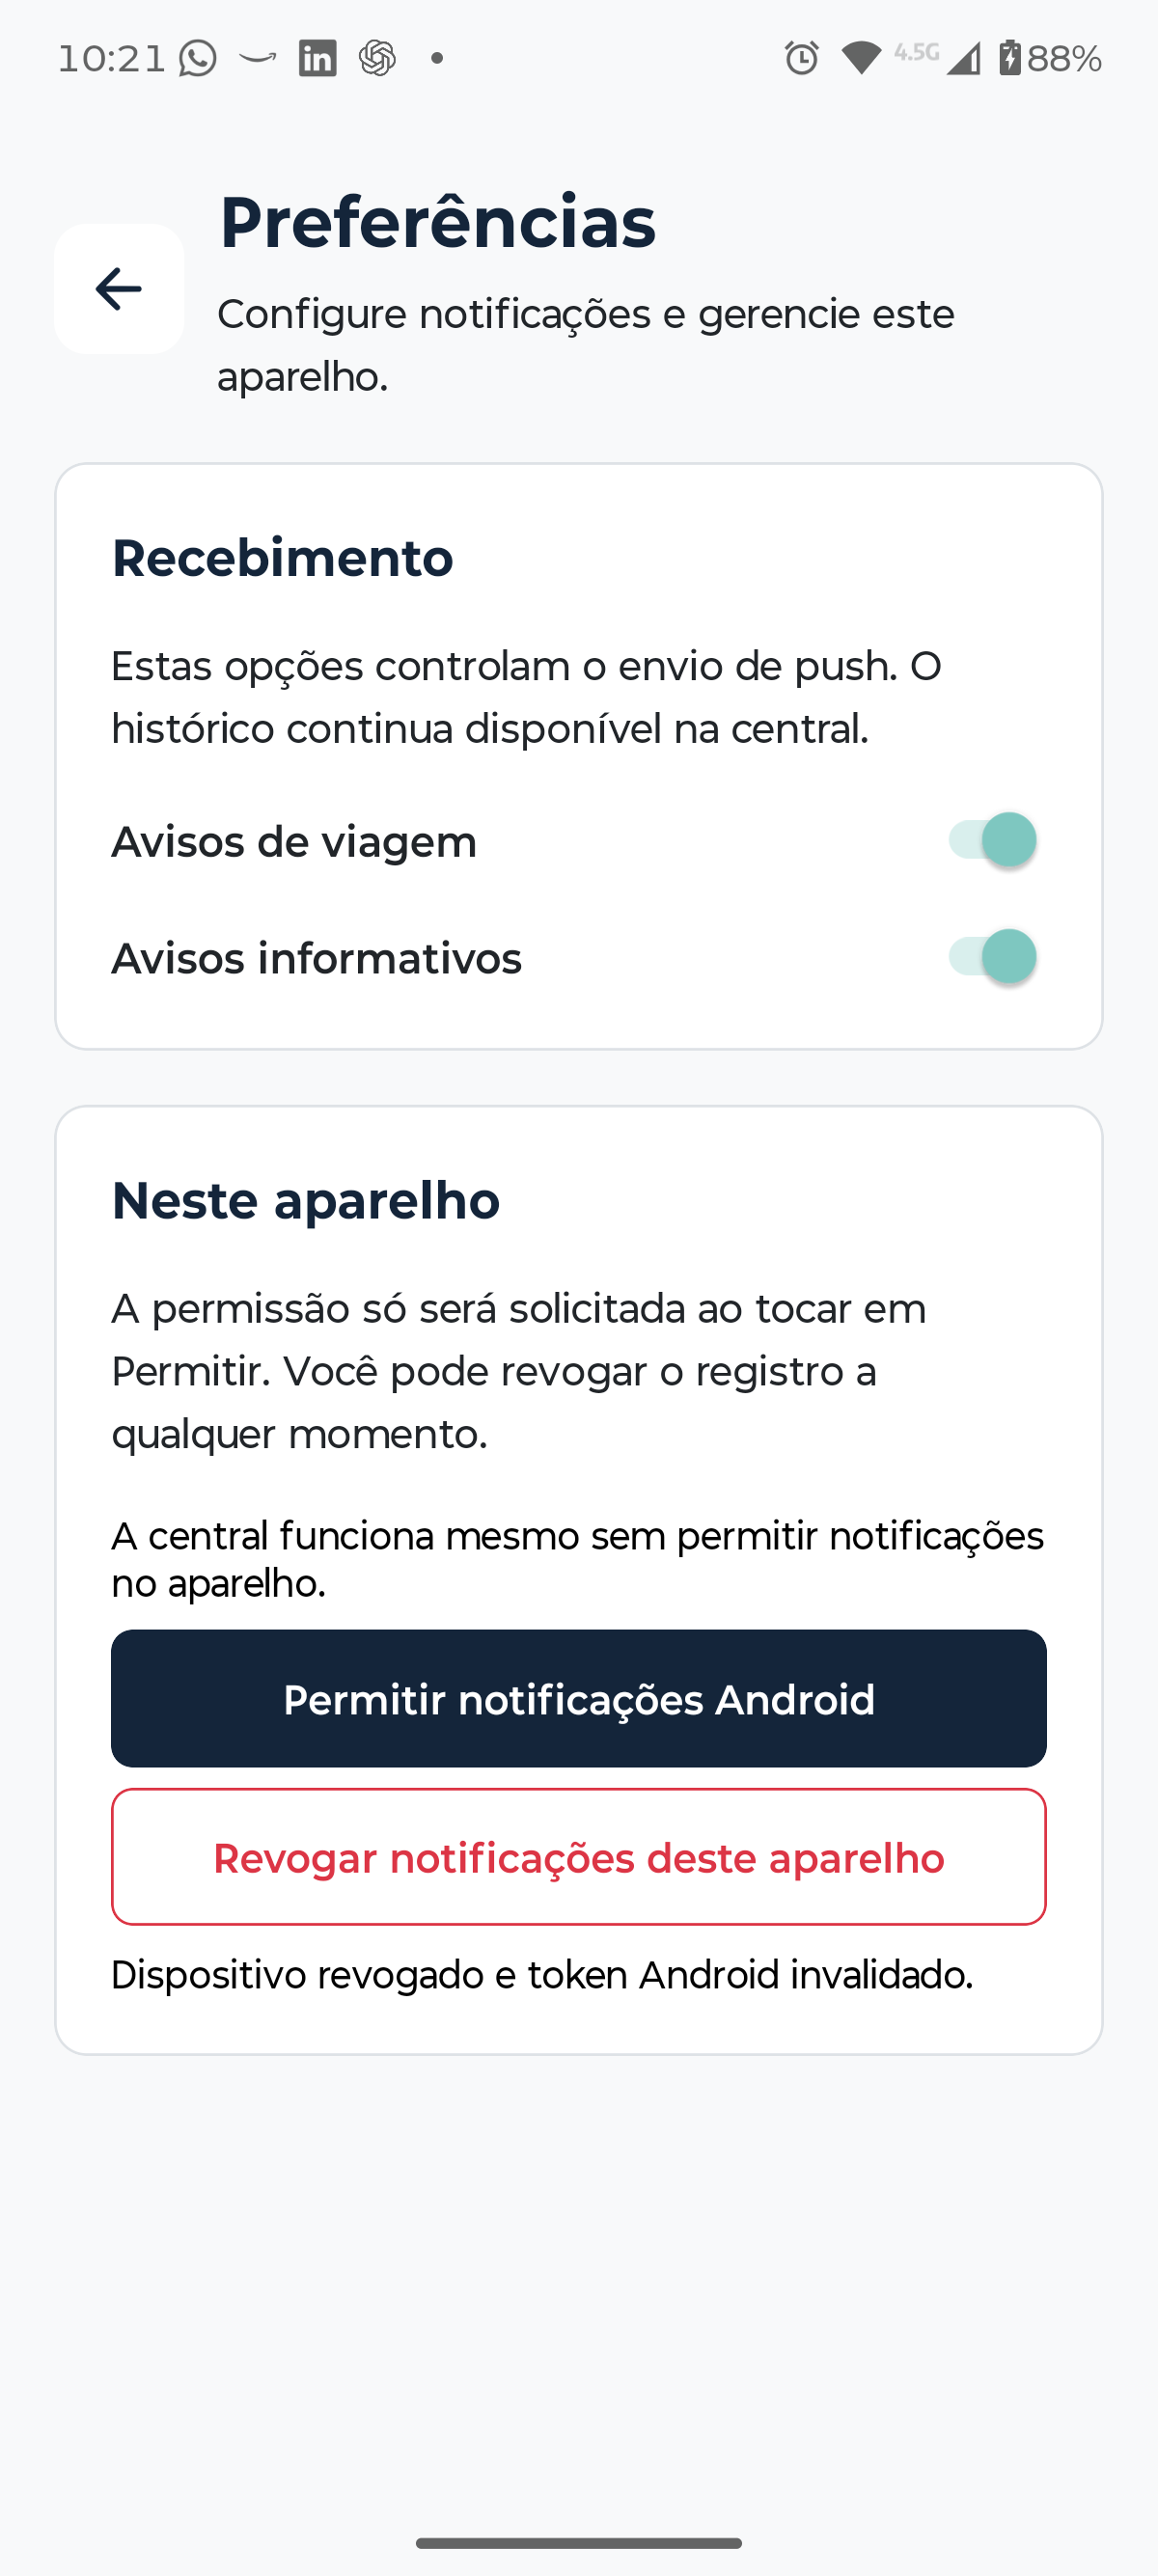 10:21
4.5G
88%
Preferências
Configure notificações e gerencie este
aparelho.
Recebimento
Estas opções controlam o envio de push. O
histórico continua disponível na central.
Avisos de viagem
Avisos informativos
Neste aparelho
A permissão só será solicitada ao tocar em
Permitir. Você pode revogar o registro a
qualquer momento.
A central funciona mesmo sem permitir notificações
no aparelho.
Permitir notificações Android
Revogar notificações deste aparelho
Dispositivo revogado e token Android invalidado.